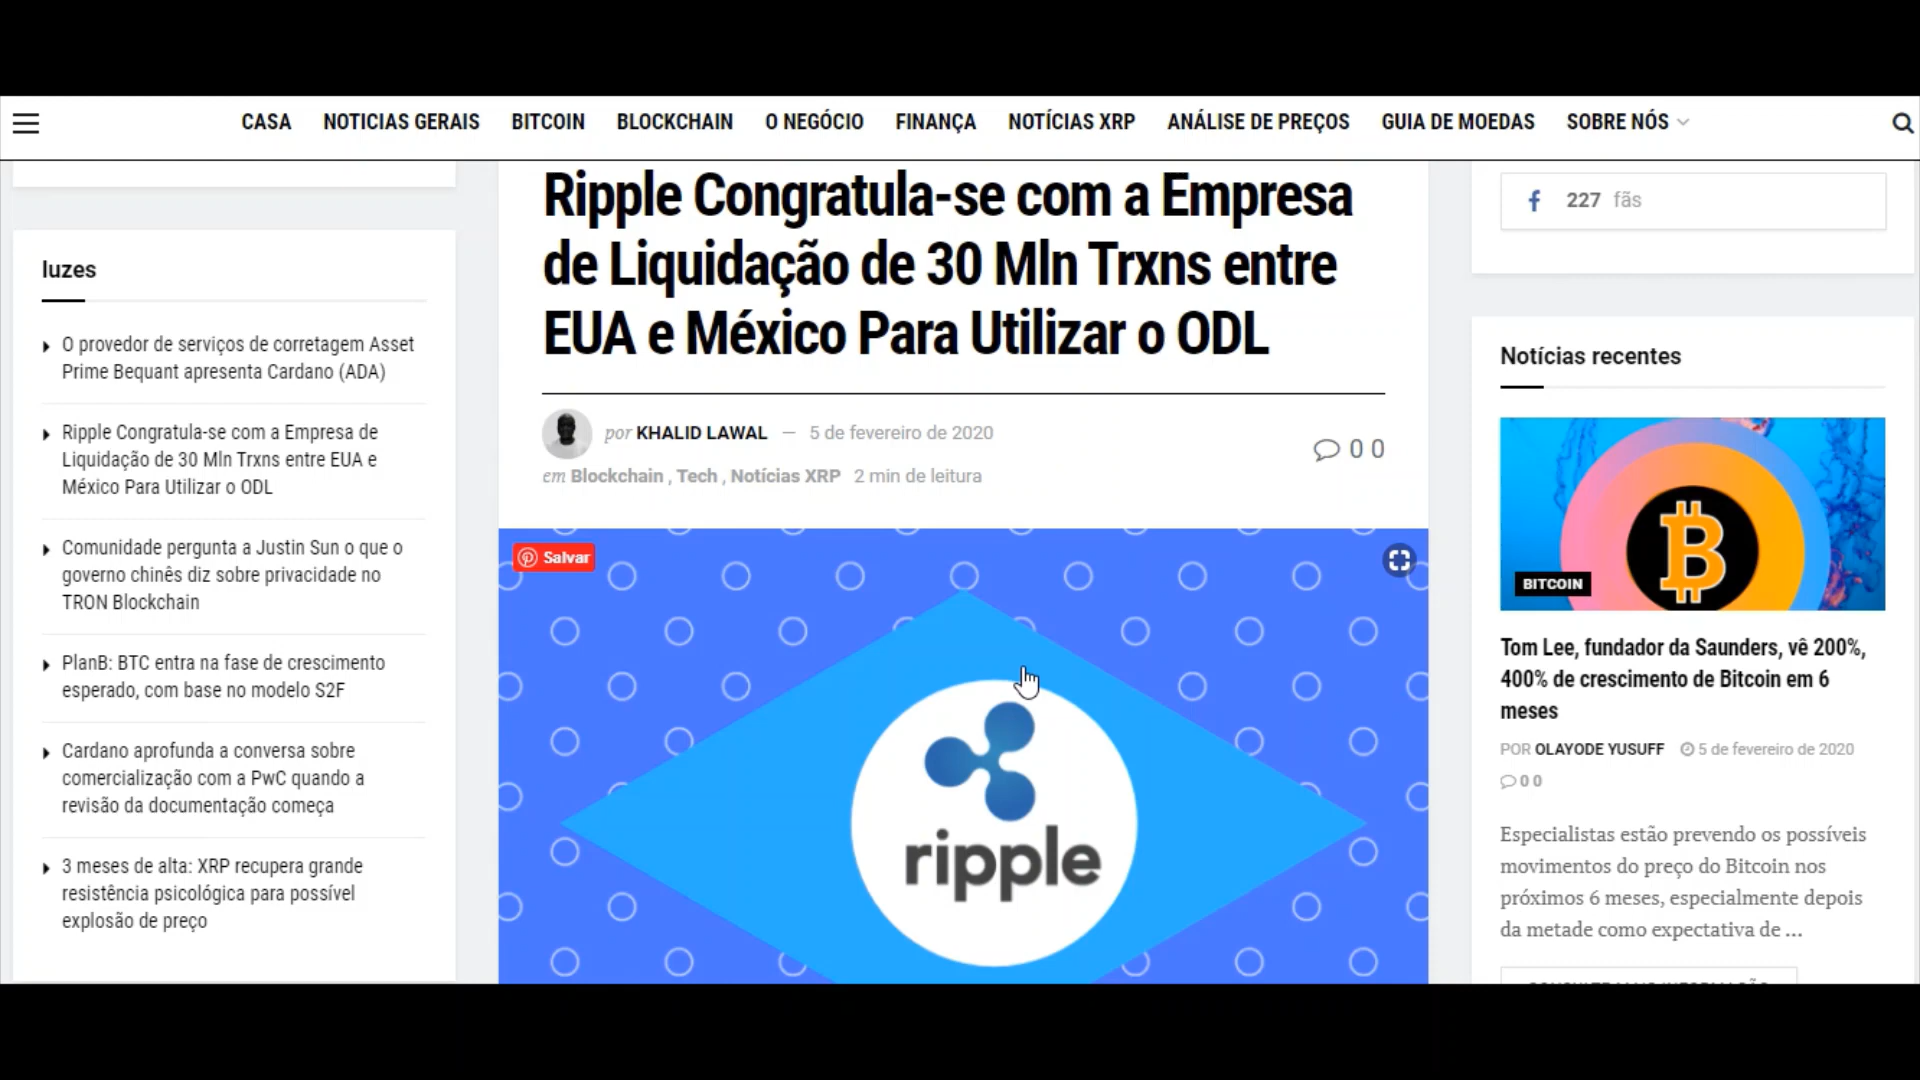 CASA NOTICIAS GERAIS BITCOIN BLOCKCHAIN O NEGÓCIO FINANÇA NOTÍCIAS XRP ANÁLISE DE PREÇOS GUIA DE MOEDAS SOBRE NÓS
luzes
O provedor de serviços de corretagem Asset
Prime Bequant apresenta Cardano (ADA)
Ripple Congratula-se com a Empresa de
Liquidação de 30 Mln Trxns entre EUA e
México Para Utilizar o ODL
Comunidade pergunta a Justin Sun o que o
governo chinês diz sobre privacidade no
TRON Blockchain
PlanB: BTC entra na fase de crescimento
esperado, com base no modelo S2F
Cardano aprofunda a conversa sobre
comercialização com a PwC quando a
revisão da documentação começa
3 meses de alta: XRP recupera grande
resistência psicológica para possível
explosão de preço
Ripple Congratula-se com a Empresa
de Liquidação de 30 Mln Trxns entre
EUA e México Para Utilizar o ODL
por KHALID LAWAL — 5 de fevereiro de 2020
em Blockchain , Tech , Notícias XRP 2 min de leitura
0 0
Salvar
ripple
227 fãs
Notícias recentes
BITCOIN
Tom Lee, fundador da Saunders, vê 200%,
400% de crescimento de Bitcoin em 6
meses
POR OLAYODE YUSUFF 5 de fevereiro de 2020
0 0
Especialistas estão prevendo os possíveis
movimentos do preço do Bitcoin nos
próximos 6 meses, especialmente depois
da metade como expectativa de ...